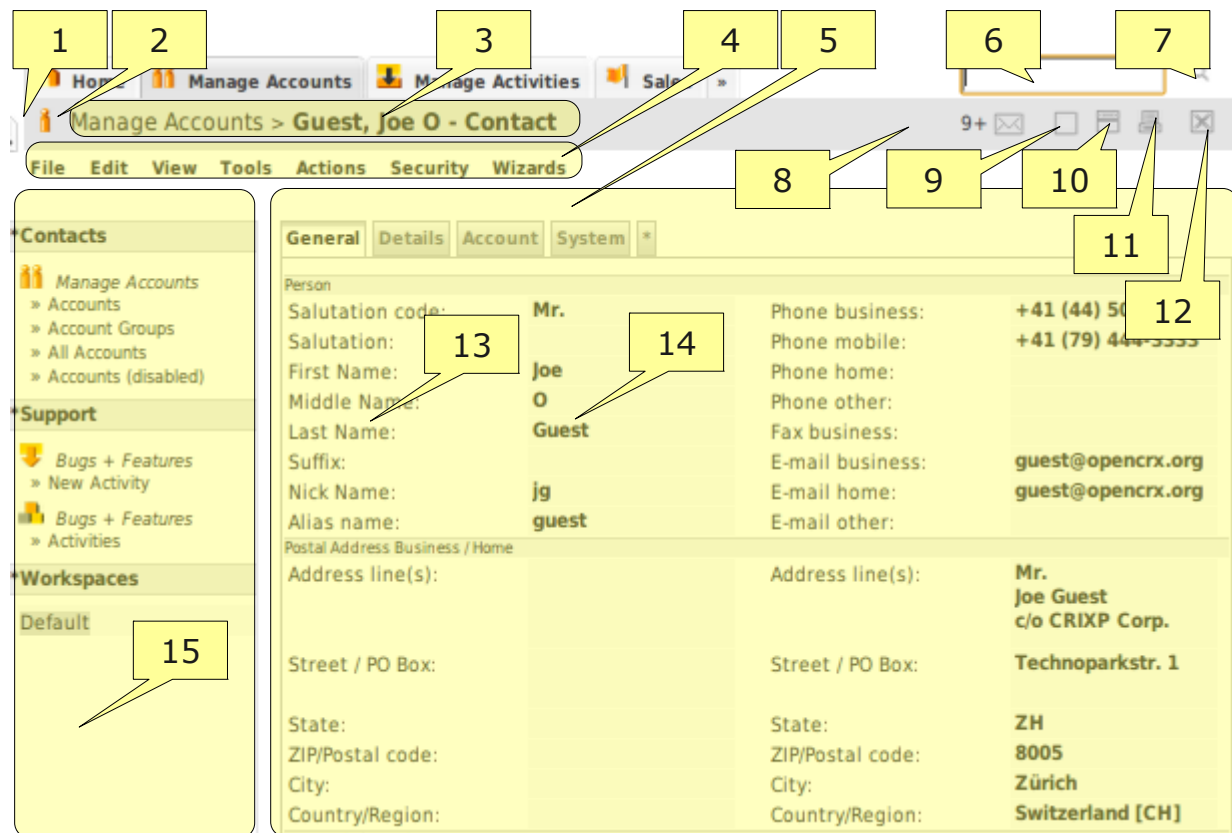 1 2 3 4 5 6 7
Home Manage Accounts Manage Activities Sales »
Manage Accounts > Guest, Joe O - Contact 9+
File Edit View Tools Actions Security Wizards
8 9 10
11
12
*Contacts
Manage Accounts
» Accounts
» Account Groups
» All Accounts
» Accounts (disabled)
*Support
Bugs + Features
» New Activity
Bugs + Features
» Activities
*Workspaces
Default
15
General Details Account System *
Person
Salutation code: Mr. Phone business: +41 (44)
Salutation: Phone mobile: +41 (79) 444-3333
13 14
First Name: Joe Phone home:
Middle Name: O Phone other:
Last Name: Guest Fax business:
Suffix: E-mail business: guest@opencrx.org
Nick Name: jg E-mail home: guest@opencrx.org
Alias name: guest E-mail other:
Postal Address Business / Home
Address line(s): Address line(s): Mr.
Joe Guest
c/o CRIXP Corp.
Street / PO Box: Street / PO Box: Technoparkstr. 1
State: State: ZH
ZIP/Postal code: ZIP/Postal code: 8005
City: City: Zürich
Country/Region: Country/Region: Switzerland [CH]